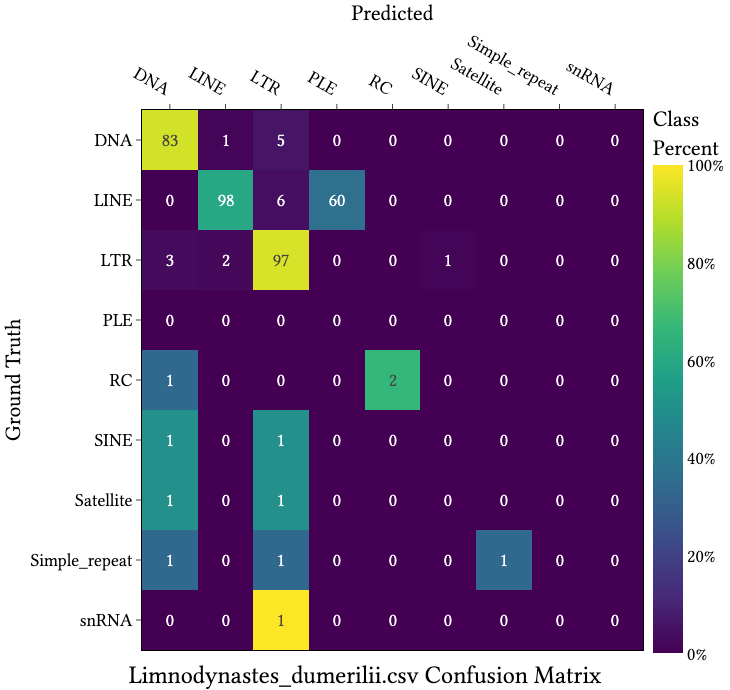 Predicted
DNA LINE LTR PLE RC SINE Satellite Simple_repeat snRNA
Class
Percent
Ground Truth
DNA 83 1 5 0 0 0 0 0 0
LINE 0 98 6 60 0 0 0 0 0
LTR 3 2 97 0 0 1 0 0 0
PLE 0 0 0 0 0 0 0 0 0
RC 1 0 0 0 2 0 0 0 0
SINE 1 0 1 0 0 0 0 0 0
Satellite 1 0 1 0 0 0 0 0 0
Simple_repeat 1 0 1 0 0 0 1 0 0
snRNA 0 0 1 0 0 0 0 0 0
100%
80%
60%
40%
20%
0%
Limnodynastes_dumerilii.csv Confusion Matrix